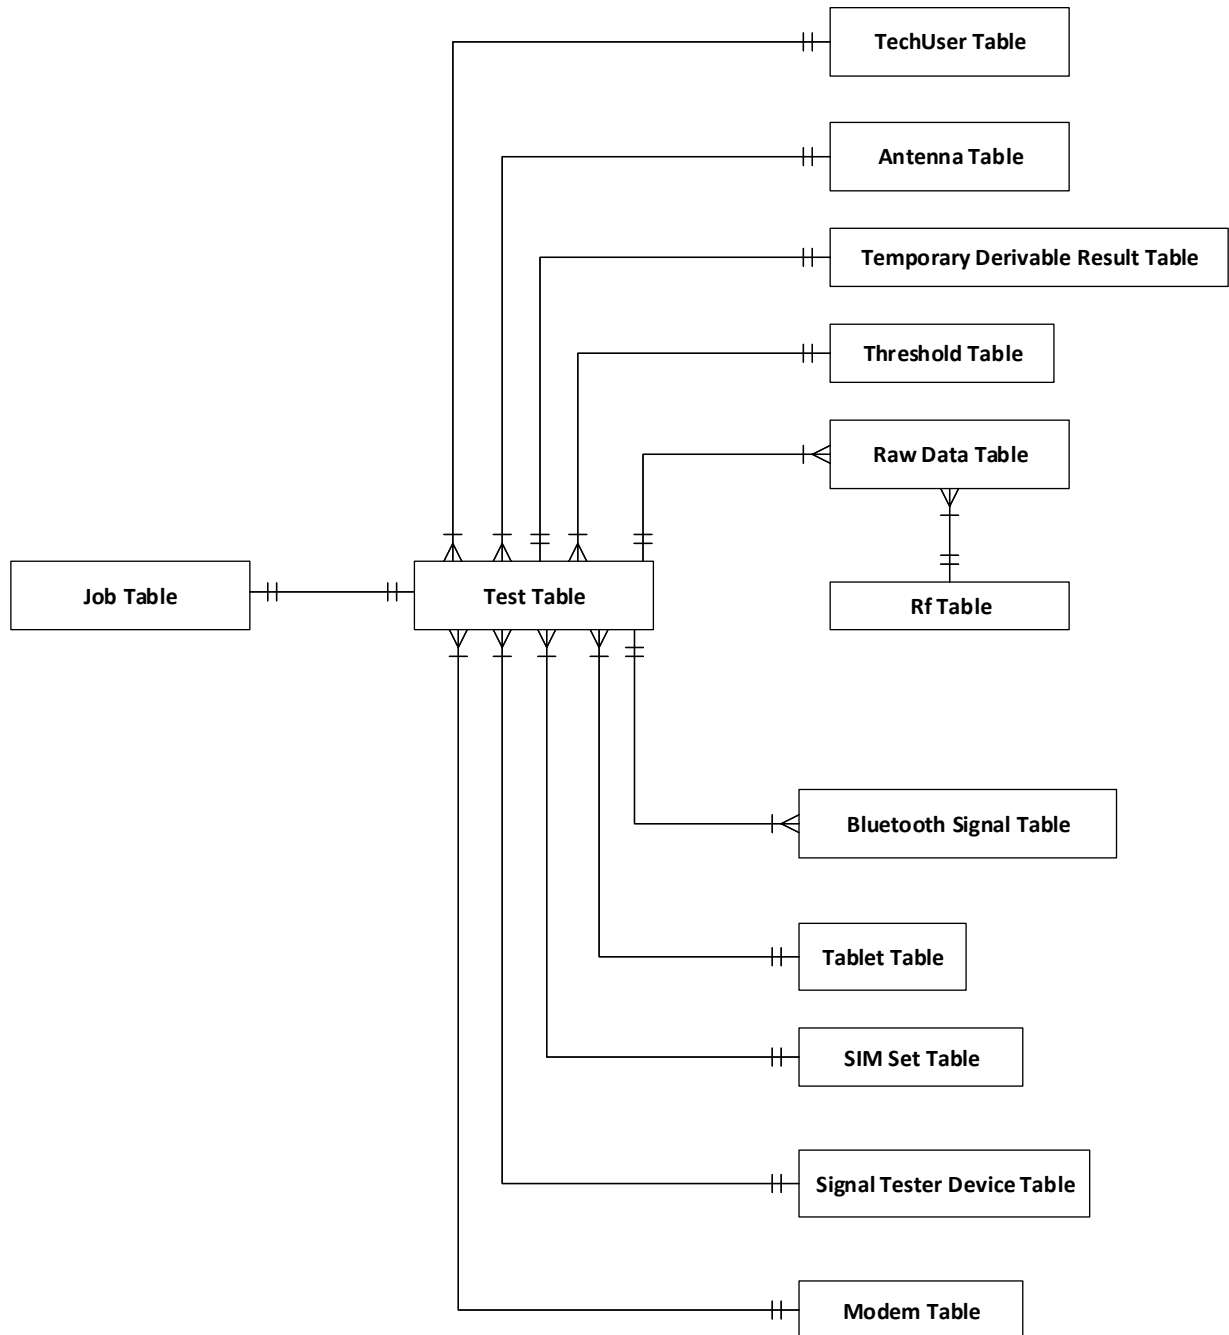 TechUser Table
Antenna Table
Temporary Derivable Result Table
Threshold Table
Raw Data Table
Job Table
Test Table
Rf Table
Bluetooth Signal Table
Tablet Table
SIM Set Table
Signal Tester Device Table
Modem Table